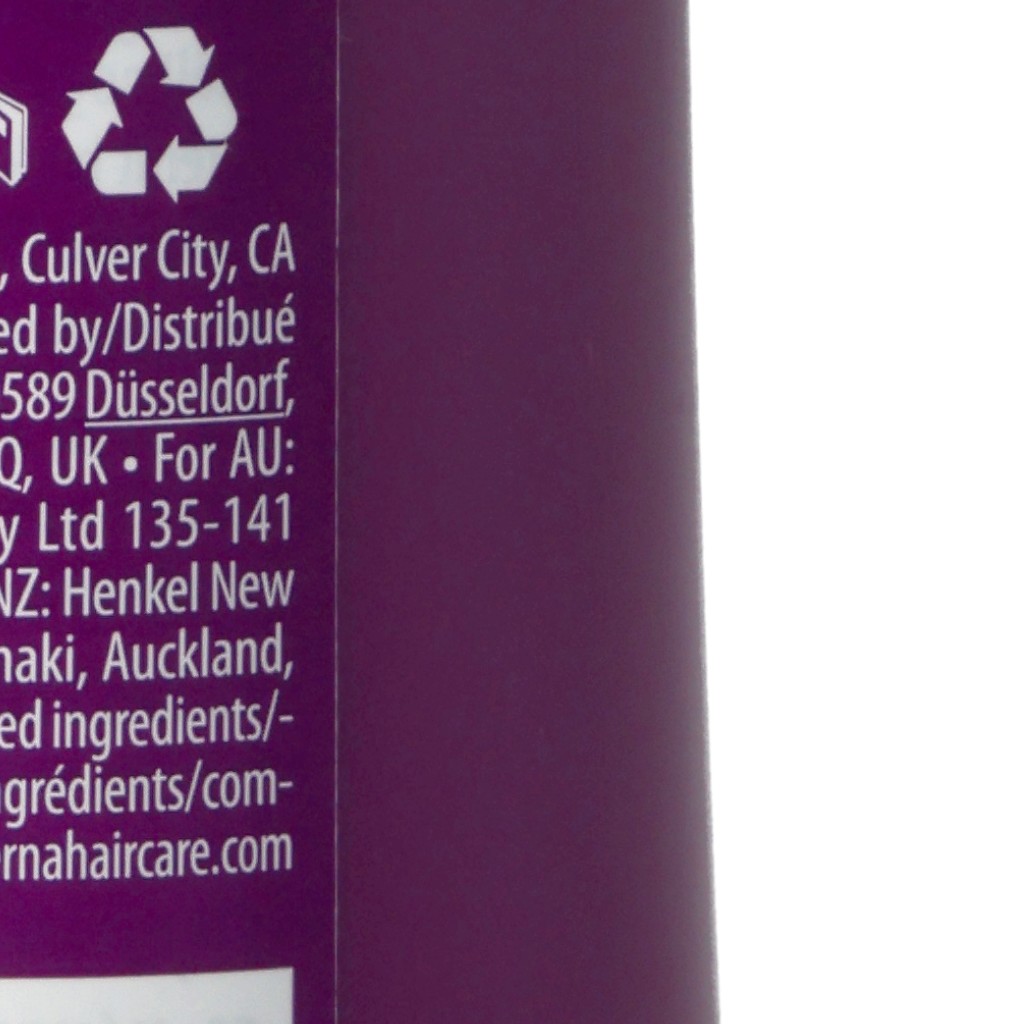 , Culver City, CA
ed by/Distribué
589 Düsseldorf,
Q, UK • For AU:
y Ltd 135-141
NZ: Henkel New
naki, Auckland,
ed ingredients/-
grédients/com-
ernahaircare.com